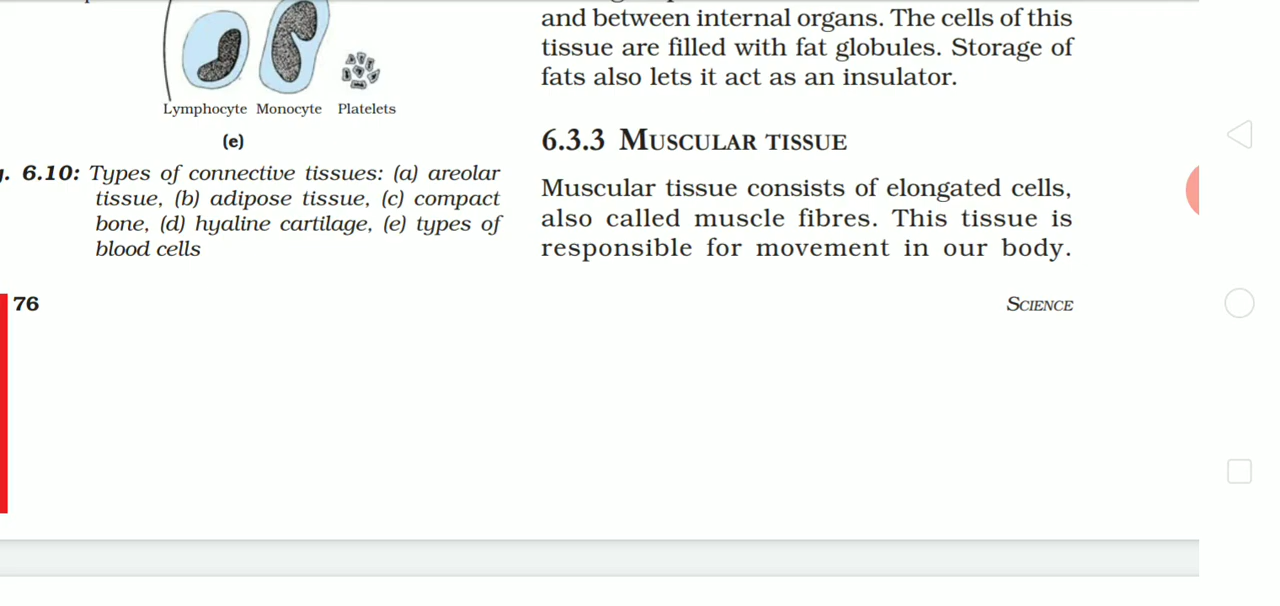 Lymphocyte Monocyte Platelets
(e)
6.10: Types of connective tissues: (a) areolar
tissue, (b) adipose tissue, (c) compact
bone, (d) hyaline cartilage, (e) types of
blood cells
76
and between internal organs. The cells of this
tissue are filled with fat globules. Storage of
fats also lets it act as an insulator.
6.3.3 MUSCULAR TISSUE
Muscular tissue consists of elongated cells,
also called muscle fibres. This tissue is
responsible for movement in our body.
SCIENCE